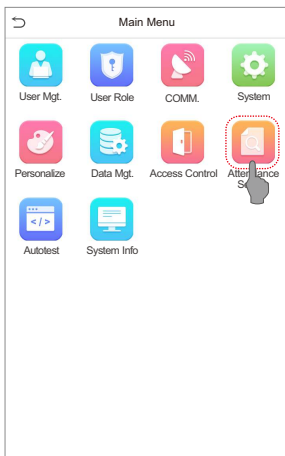 Main Menu
User Mgt.
User Role
COMM.
System
Personalize
Data Mgt.
Access Control
Attendance
</>
Autotest
System Info